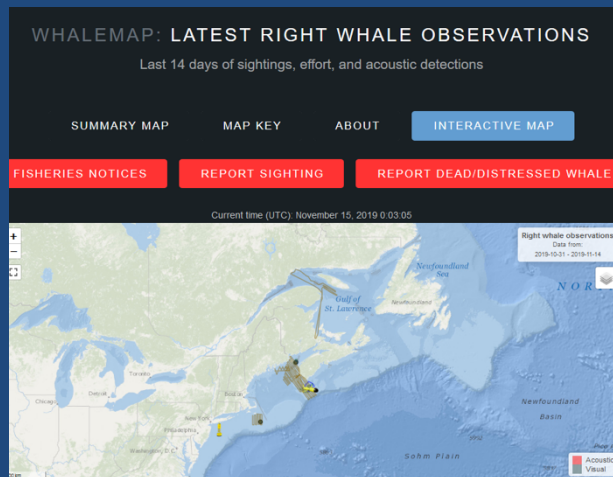 WHALEMAP: LATEST RIGHT WHALE OBSERVATIONS
Last 14 days of sightings, effort, and acoustic detections
SUMMARY MAP MAP KEY ABOUT INTERACTIVE MAP
FISHERIES NOTICES REPORT SIGHTING REPORT DEAD/DISTRESSED WHALE
Current time (UTC): November 15, 2019 0:03:05
+
−
Right whale observations
Data from:
2019-10-31 - 2019-11-14
Newfoundland
Sea
Gulf of
St. Lawrence
Newfoundland
NOR
Toronto
Detroit
Chicago
Boston
New York
Philadelphia
Washington, D.C.
Newfoundland
Basin
Sohm Plain
Acoustic
Visual